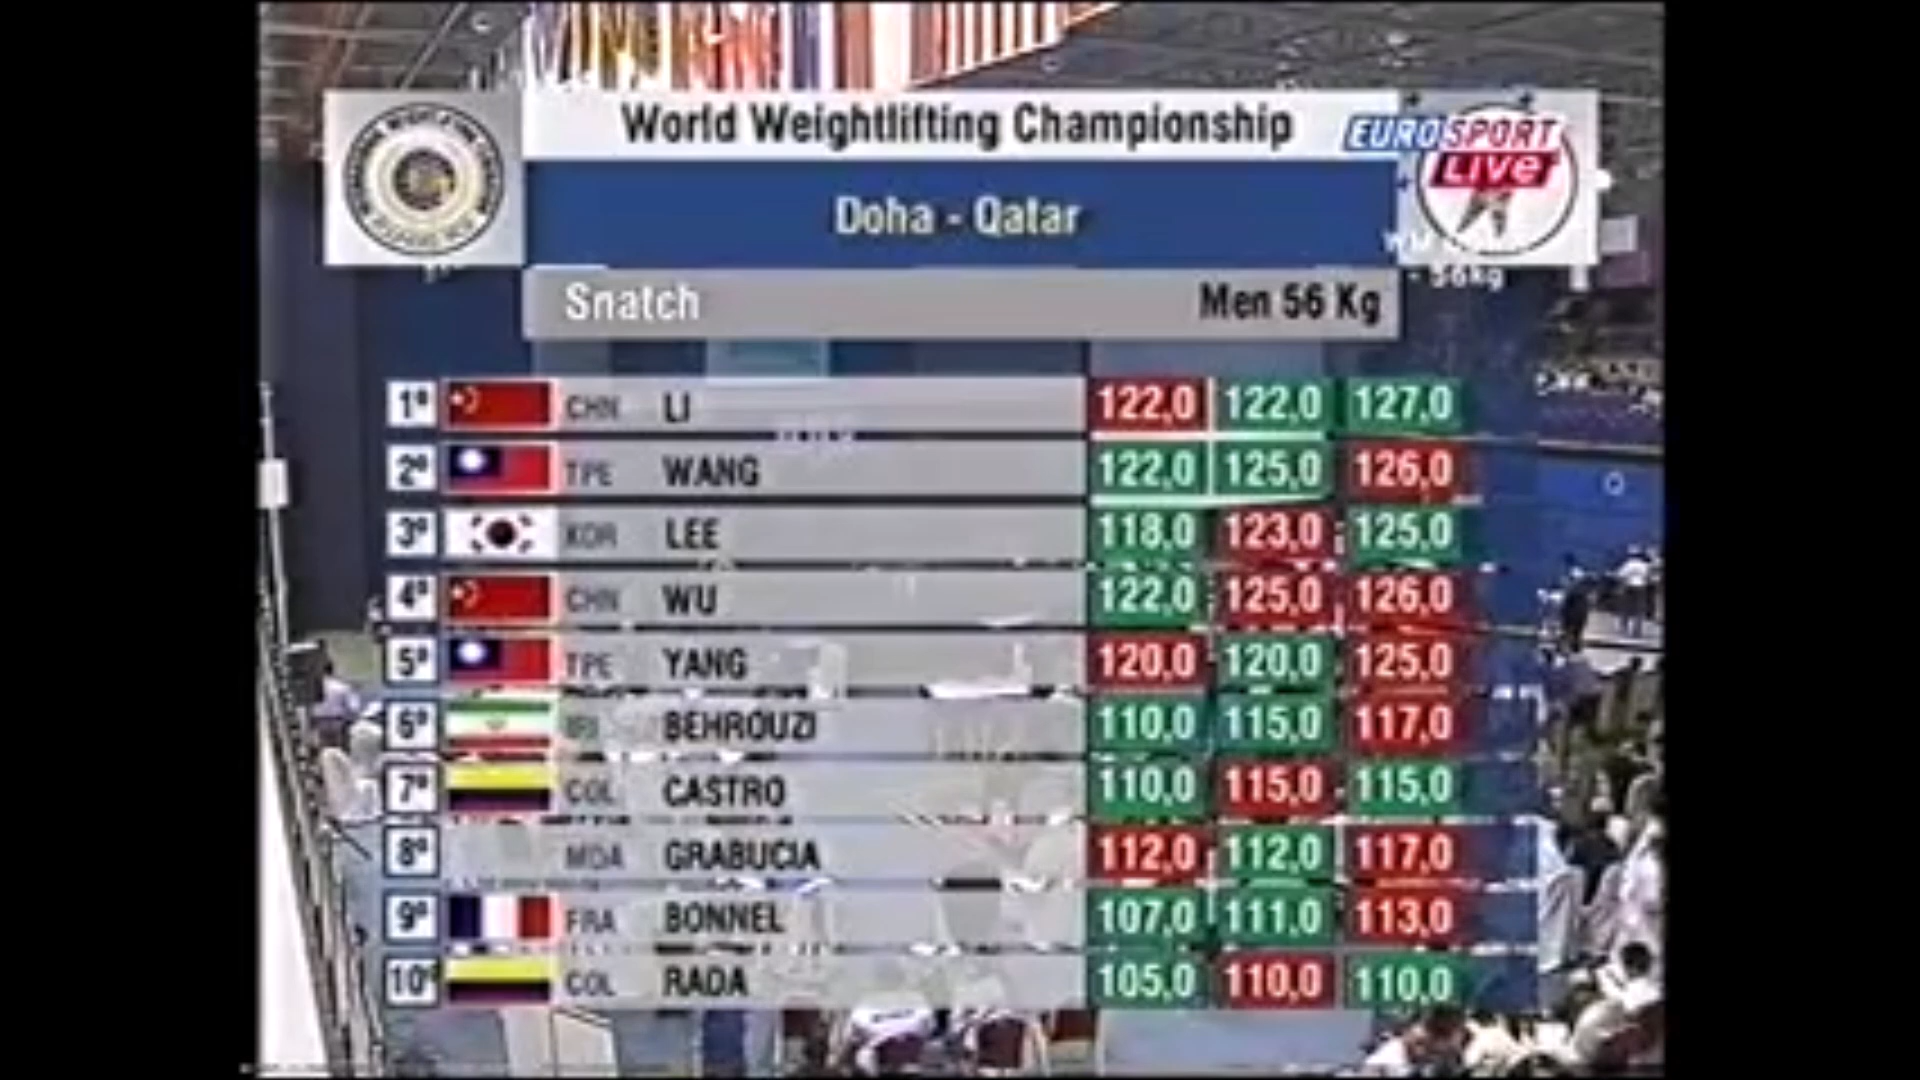 World Weightlifting Championship
EUROSPORT
LIVE
Doha - Qatar
- 56kg
Snatch Men 56 Kg
1º CHN LI 122,0 122,0 127,0
2º TPE WANG 122,0 125,0 126,0
3º KOR LEE 118,0 123,0 125,0
4º CHN WU 122,0 125,0 126,0
5º TPE YANG 120,0 120,0 125,0
6º BEHROUZI 110,0 115,0 117,0
7º COL CASTRO 110,0 115,0 115,0
8º MDA GRABUCIA 112,0 112,0 117,0
9º FRA BONNEL 107,0 111,0 113,0
10º COL RADA 105,0 110,0 110,0